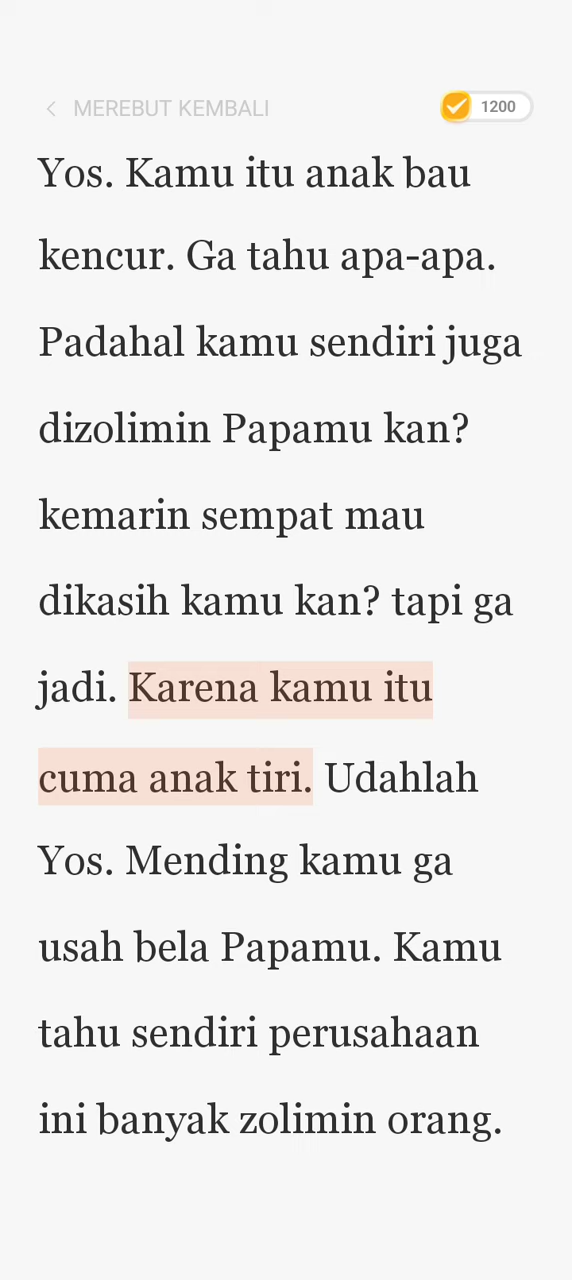 MEREBUT KEMBALI
1200
Yos. Kamu itu anak bau
kencur. Ga tahu apa-apa.
Padahal kamu sendiri juga
dizolimin Papamu kan?
kemarin sempat mau
dikasih kamu kan? tapi ga
jadi. Karena kamu itu
cuma anak tiri. Udahlah
Yos. Mending kamu ga
usah bela Papamu. Kamu
tahu sendiri perusahaan
ini banyak zolimin orang.